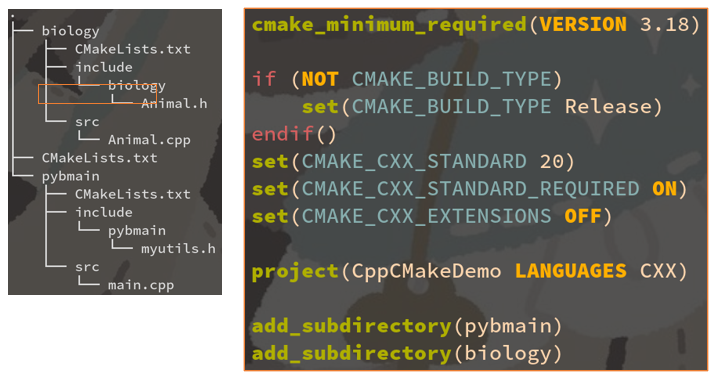 .
├── biology
│   ├── CMakeLists.txt
│   ├── include
│   │   └── biology
│   │       └── Animal.h
│   └── src
│       └── Animal.cpp
├── CMakeLists.txt
└── pybmain
    ├── CMakeLists.txt
    ├── include
    │   └── pybmain
    │       └── myutils.h
    └── src
        └── main.cpp
cmake_minimum_required(VERSION 3.18)
if (NOT CMAKE_BUILD_TYPE)
    set(CMAKE_BUILD_TYPE Release)
endif()
set(CMAKE_CXX_STANDARD 20)
set(CMAKE_CXX_STANDARD_REQUIRED ON)
set(CMAKE_CXX_EXTENSIONS OFF)
project(CppCMakeDemo LANGUAGES CXX)
add_subdirectory(pybmain)
add_subdirectory(biology)